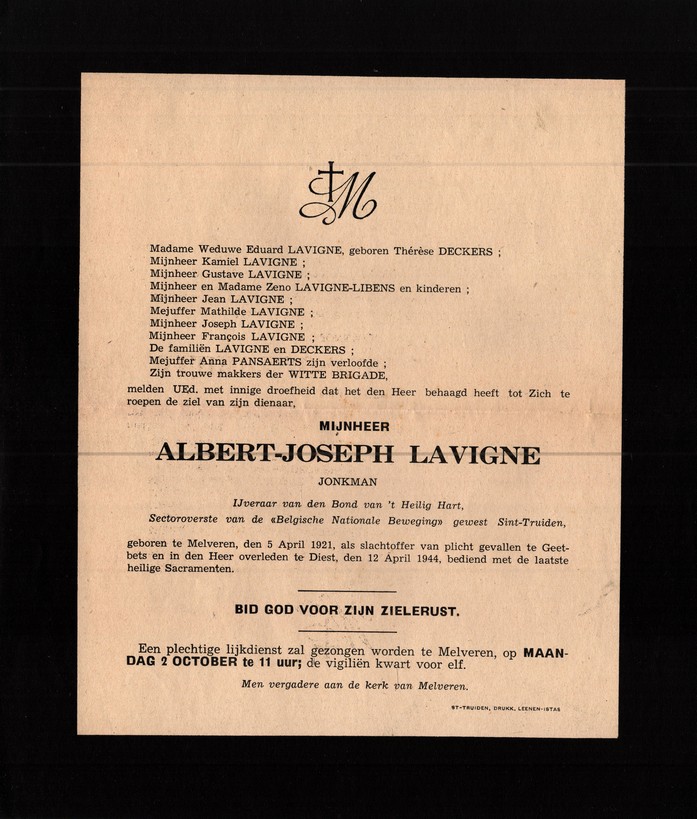 M
Madame Weduwe Eduard LAVIGNE, geboren Thérèse DECKERS ;
Mijnheer Kamiel LAVIGNE ;
Mijnheer Gustave LAVIGNE ;
Mijnheer en Madame Zeno LAVIGNE-LIBENS en kinderen ;
Mijnheer Jean LAVIGNE ;
Mejuffer Mathilde LAVIGNE ;
Mijnheer Joseph LAVIGNE ;
Mijnheer François LAVIGNE ;
De familiën LAVIGNE en DECKERS ;
Mejuffer Anna PANSAERTS zijn verloofde ;
Zijn trouwe makkers der WITTE BRIGADE,
melden UEd. met innige droefheid dat het den Heer behaagd heeft tot Zich te
roepen de ziel van zijn dienaar,
MIJNHEER
ALBERT-JOSEPH LAVIGNE
JONKMAN
IJveraar van den Bond van 't Heilig Hart,
Sectoroverste van de «Belgische Nationale Beweging» gewest Sint-Truiden,
geboren te Melveren, den 5 April 1921, als slachtoffer van plicht gevallen te Geet-
bets en in den Heer overleden te Diest, den 12 April 1944, bediend met de laatste
heilige Sacramenten.
BID GOD VOOR ZIJN ZIELERUST.
Een plechtige lijkdienst zal gezongen worden te Melveren, op MAAN-
DAG 2 OCTOBER te 11 uur; de vigiliën kwart voor elf.
Men vergadere aan de kerk van Melveren.
ST-TRUIDEN, DRUKK. LEENEN-ISTAS